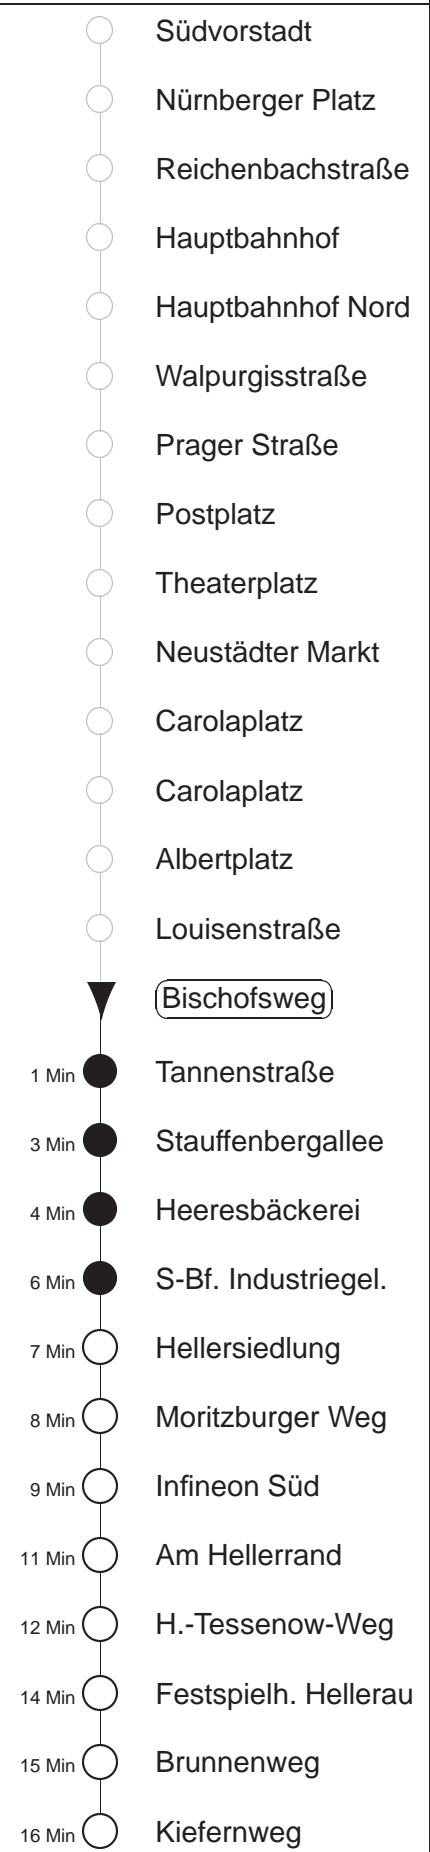 Südvorstadt
Nürnberger Platz
Reichenbachstraße
Hauptbahnhof
Hauptbahnhof Nord
Walpurgisstraße
Prager Straße
Postplatz
Theaterplatz
Neustädter Markt
Carolaplatz
Carolaplatz
Albertplatz
Louisenstraße
Bischofsweg
1 Min Tannenstraße
3 Min Stauffenbergallee
4 Min Heeresbäckerei
6 Min S-Bf. Industriegel.
7 Min Hellersiedlung
8 Min Moritzburger Weg
9 Min Infineon Süd
11 Min Am Hellerrand
12 Min H.-Tessenow-Weg
14 Min Festspielh. Hellerau
15 Min Brunnenweg
16 Min Kiefernweg